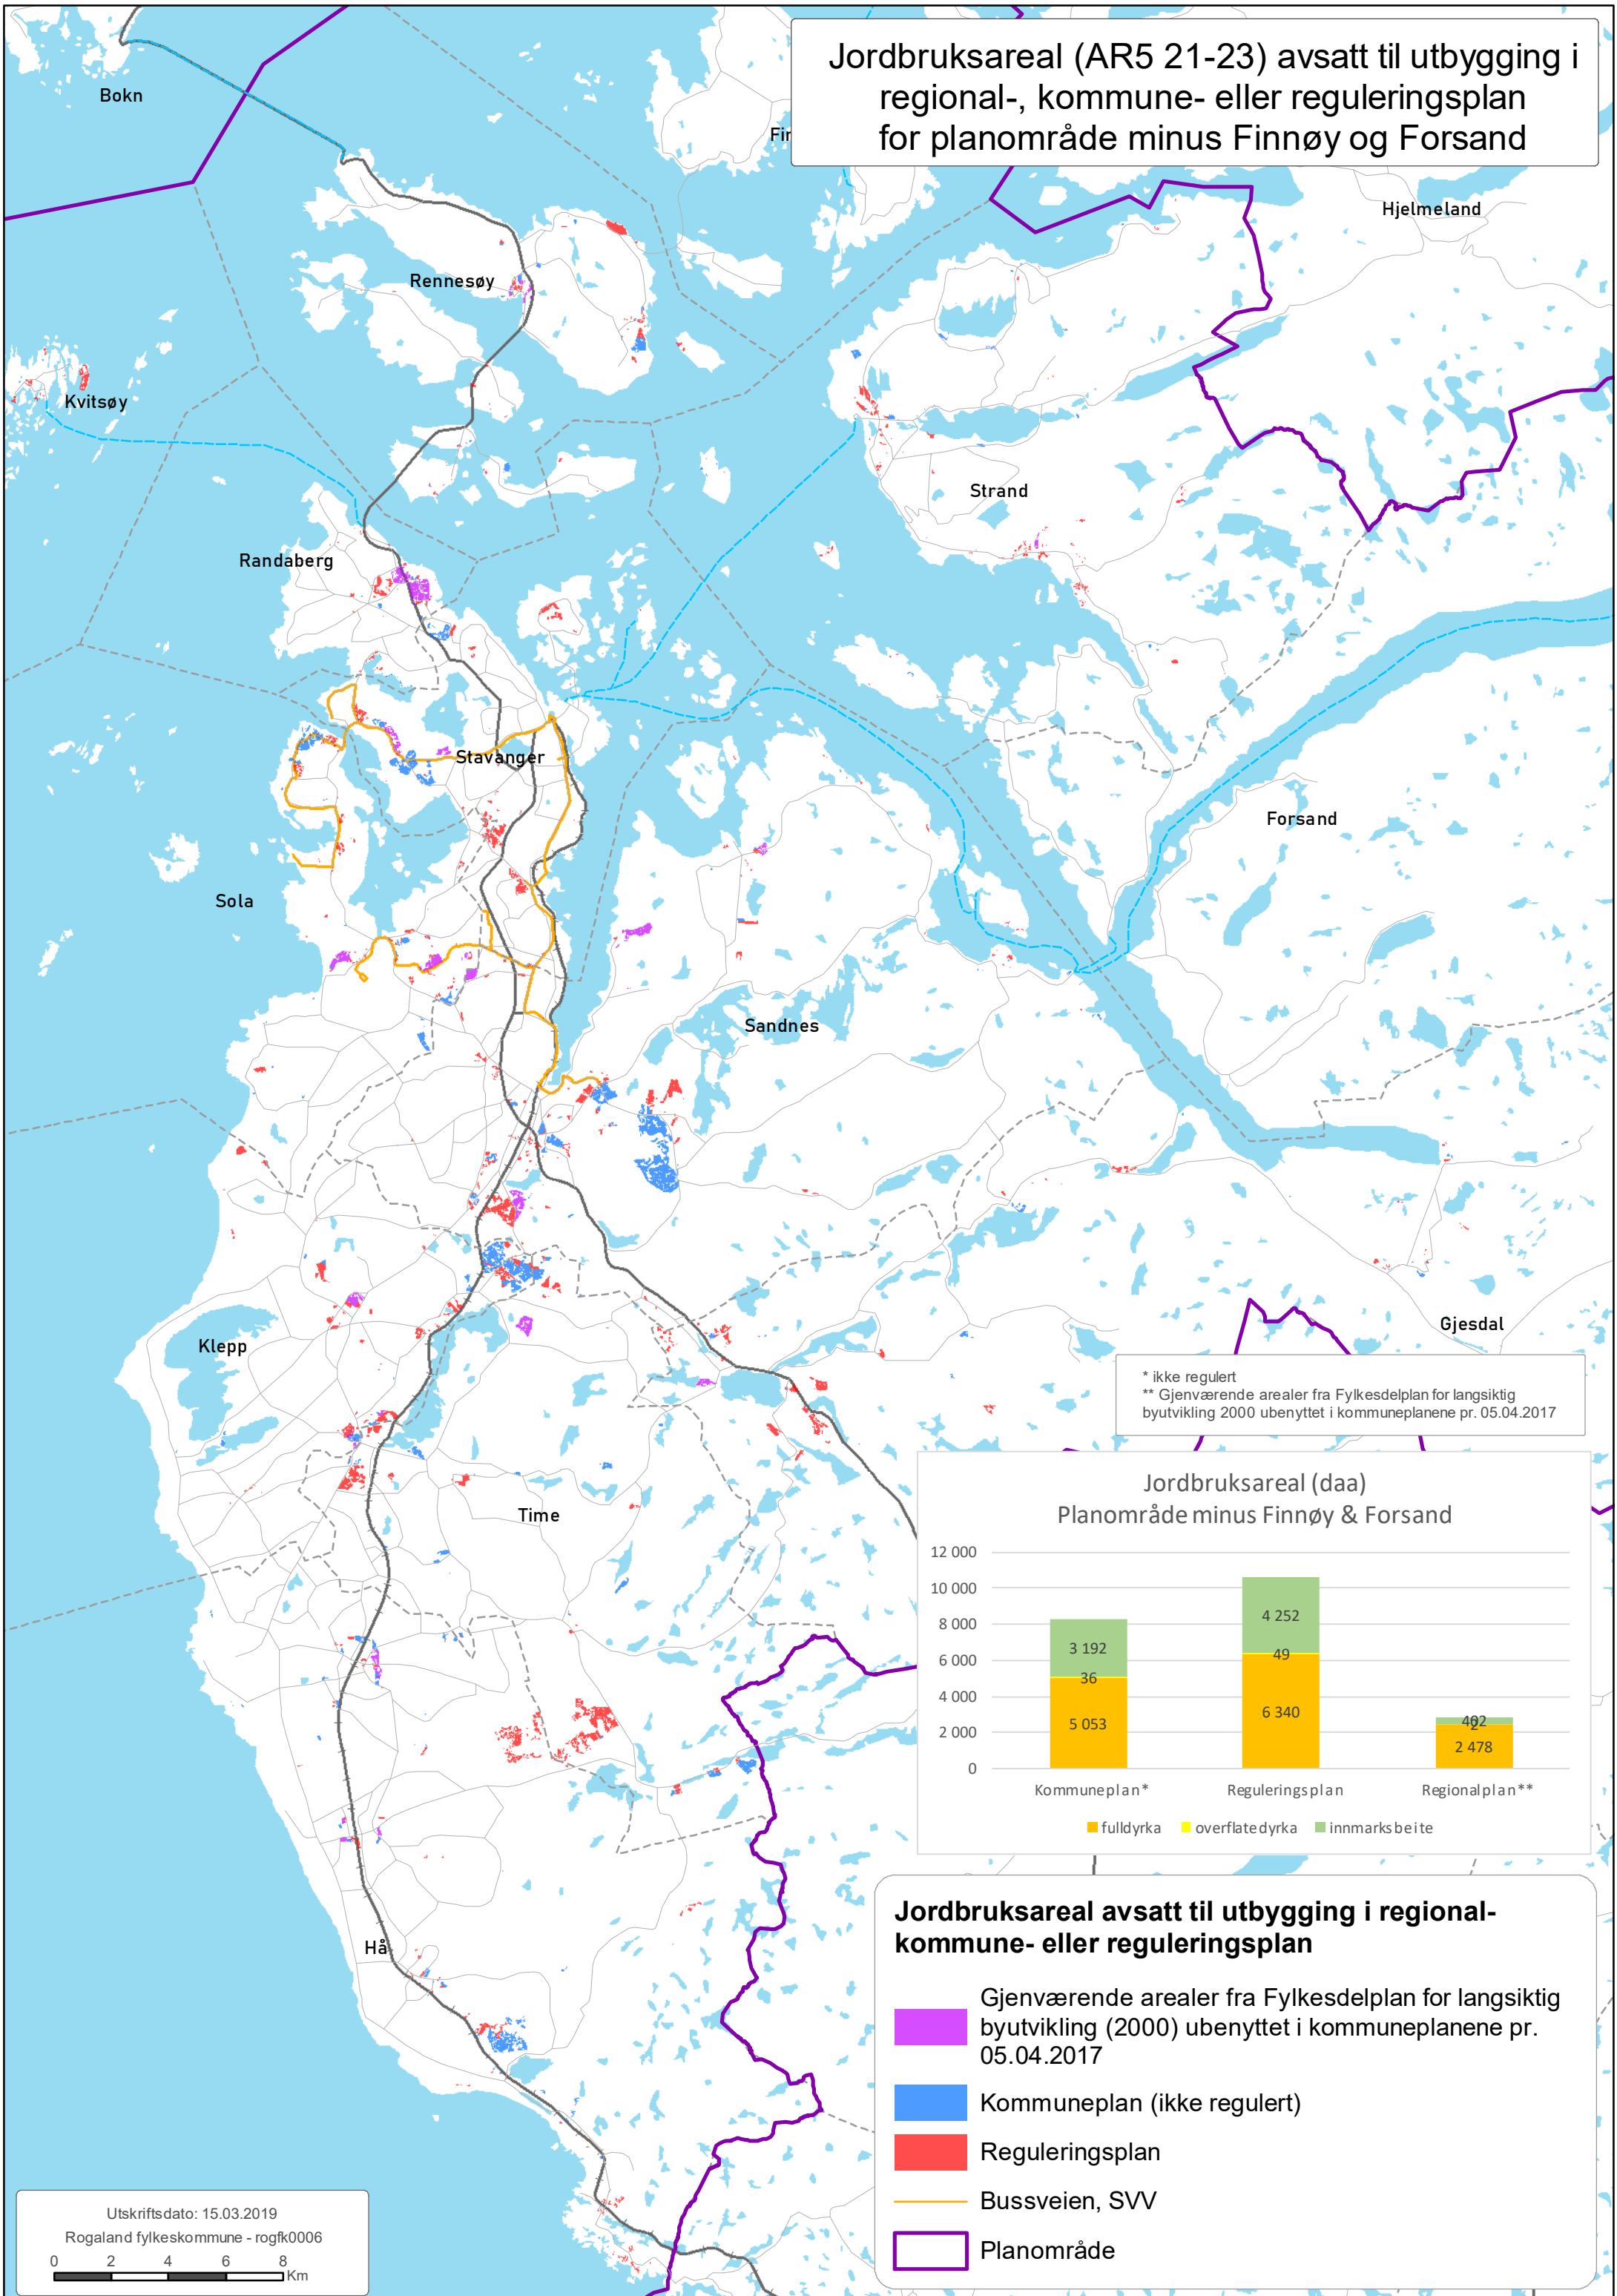 Jordbruksareal (AR5 21-23) avsatt til utbygging i
regional-, kommune- eller reguleringsplan
for planområde minus Finnøy og Forsand
Bokn
Hjelmeland
Rennesøy
Kvitsøy
Strand
Randaberg
Stavanger
Forsand
Sola
Sandnes
Gjesdal
Klepp
Time
Hå
* ikke regulert
** Gjenværende arealer fra Fylkesdelplan for langsiktig
byutvikling 2000 ubenyttet i kommuneplanene pr. 05.04.2017
Jordbruksareal (daa)
Planområde minus Finnøy & Forsand
12 000
10 000
8 000
6 000
4 000
2 000
0
3 192
36
5 053
4 252
49
6 340
2
2 478
Kommuneplan*
Reguleringsplan
Regionalplan**
fulldyrka
overflatedyrka
innmarksbeite
Jordbruksareal avsatt til utbygging i regional-
kommune- eller reguleringsplan
Gjenværende arealer fra Fylkesdelplan for langsiktig
byutvikling (2000) ubenyttet i kommuneplanene pr.
05.04.2017
Kommuneplan (ikke regulert)
Reguleringsplan
Bussveien, SVV
Planområde
Utskriftsdato: 15.03.2019
Rogaland fylkeskommune - rogfk0006
0 2 4 6 8
Km